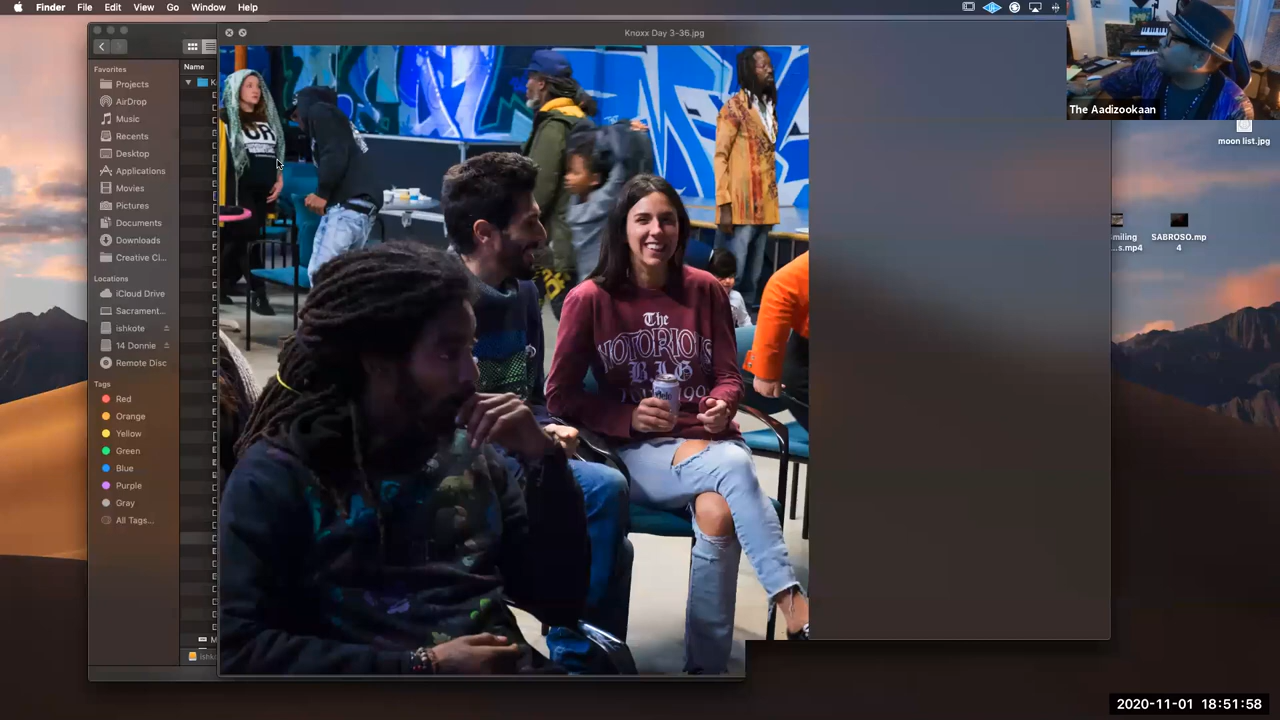 Finder File Edit View Go Window Help
Knoxx Day 3-36.jpg
The Aadizookaan
moon list.jpg
SABROSO.mp
4
s.mp4
Favorites
Projects
AirDrop
Music
Recents
Desktop
Applications
Movies
Pictures
Documents
Downloads
Creative Cl...
Locations
iCloud Drive
Sacrament...
ishkote
14 Donnie
Remote Disc
Tags
Red
Orange
Yellow
Green
Blue
Purple
Gray
All Tags...
Name
The
NOTORIOUS
B.I.G
2020-11-01 18:51:58